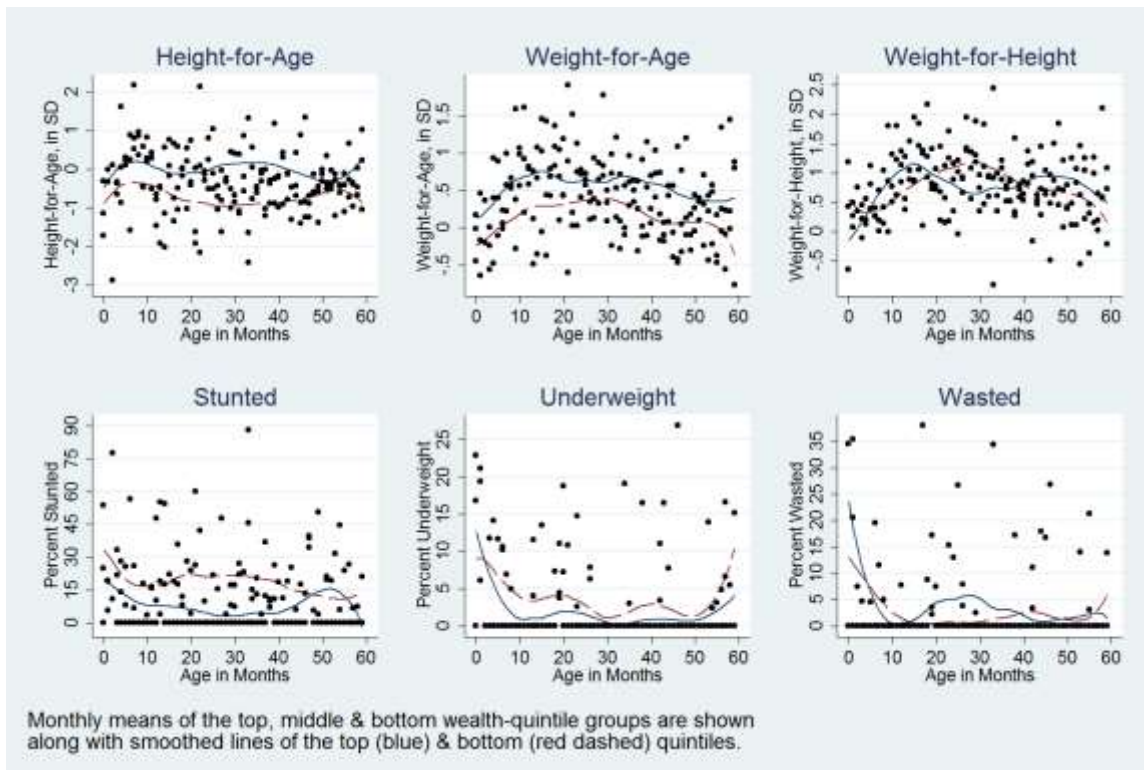 Height-for-Age
Weight-for-Age
Weight-for-Height
Height-for-Age, in SD
2
1
0
-1
-2
-3
0 10 20 30 40 50 60
Age in Months
Weight-for-Age, in SD
1.5
1
.5
0
-.5
0 10 20 30 40 50 60
Age in Months
Weight-for-Height, in SD
2.5
2
1.5
1
.5
0
-.5
0 10 20 30 40 50 60
Age in Months
Stunted
Underweight
Wasted
Percent Stunted
90
75
60
45
30
15
0
0 10 20 30 40 50 60
Age in Months
Percent Underweight
25
20
15
10
5
0
0 10 20 30 40 50 60
Age in Months
Percent Wasted
35
30
25
20
15
10
5
0
0 10 20 30 40 50 60
Age in Months
Monthly means of the top, middle & bottom wealth-quintile groups are shown
along with smoothed lines of the top (blue) & bottom (red dashed) quintiles.